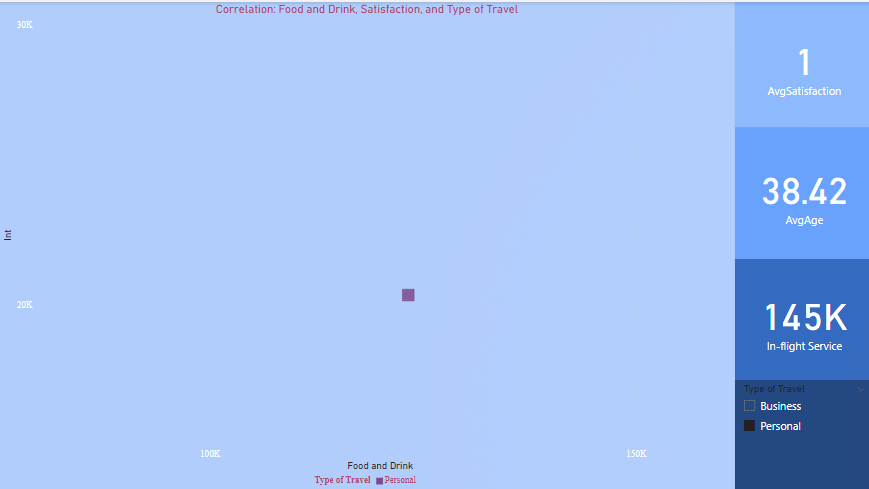 Correlation: Food and Drink, Satisfaction, and Type of Travel
30K
Int
20K
100K
150K
Food and Drink
Type of Travel Personal
1
AvgSatisfaction
38.42
AvgAge
145K
In-flight Service
Type of Travel
Business
Personal